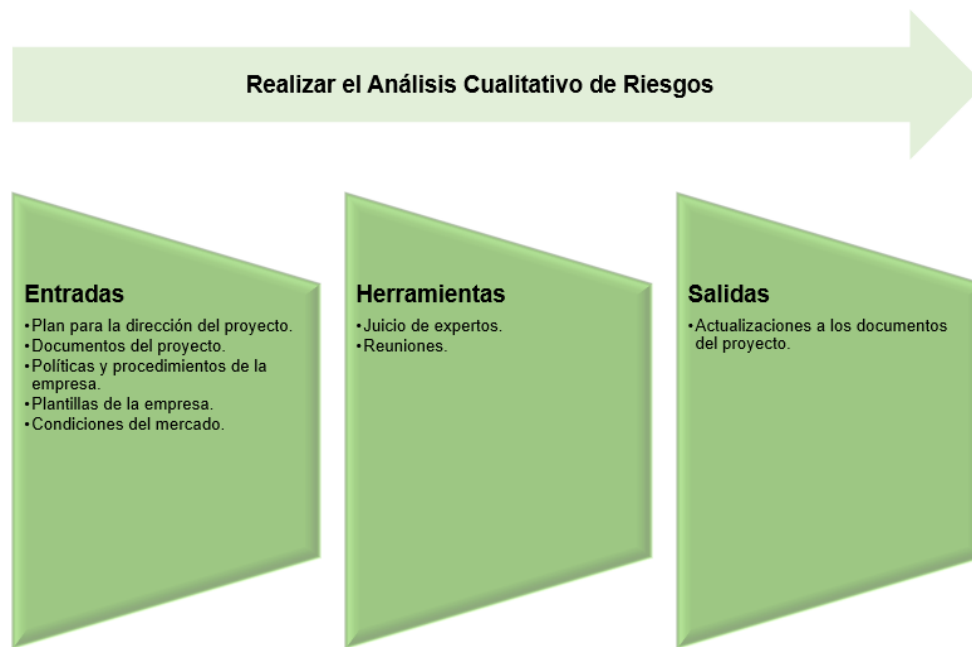 Realizar el Análisis Cualitativo de Riesgos
Entradas
•Plan para la dirección del proyecto.
•Documentos del proyecto.
•Políticas y procedimientos de la
empresa.
•Plantillas de la empresa.
•Condiciones del mercado.
Herramientas
•Juicio de expertos.
•Reuniones.
Salidas
•Actualizaciones a los documentos
del proyecto.